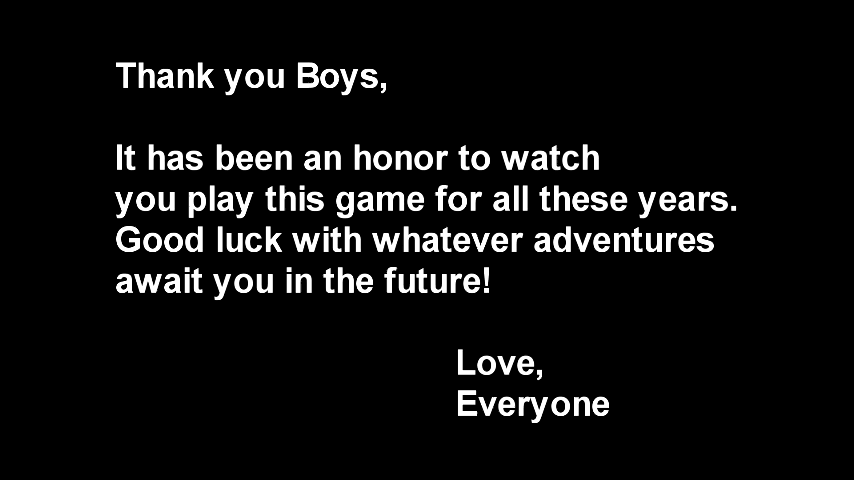 Thank you Boys,
It has been an honor to watch
you play this game for all these years.
Good luck with whatever adventures
await you in the future!
Love,
Everyone